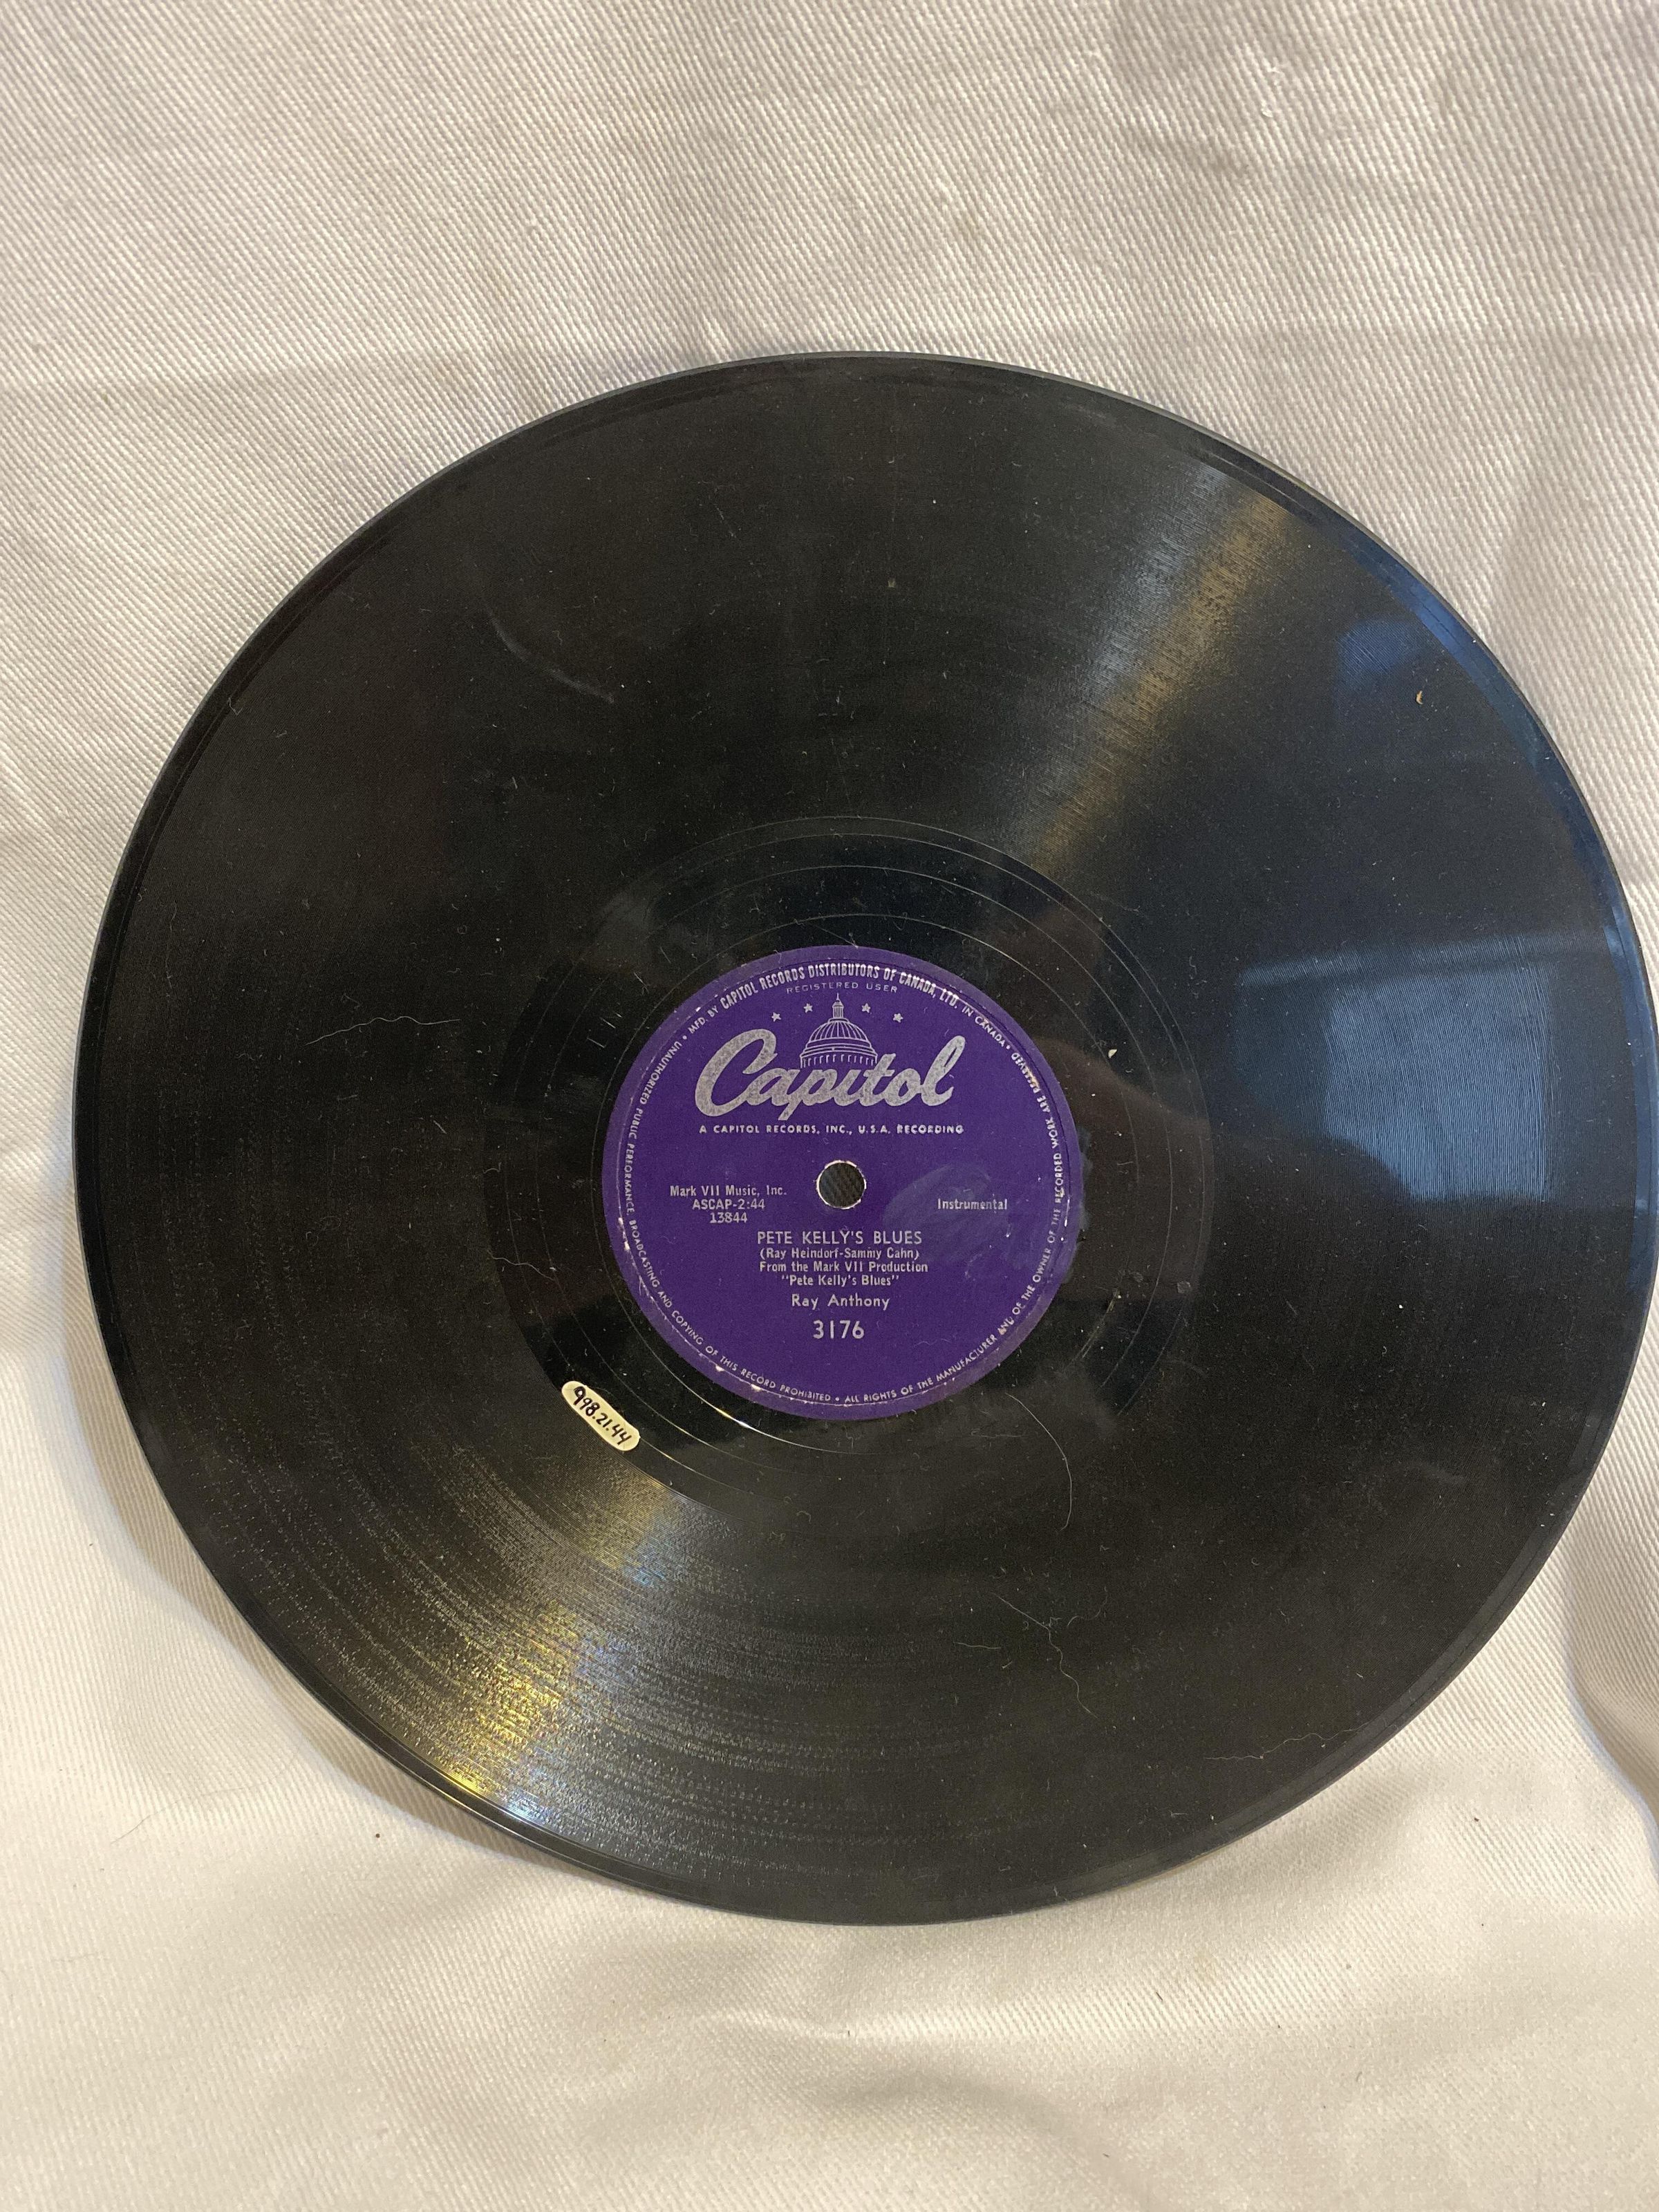 MFD. BY CAPITOL RECORDS DISTRIBUTORS OF CANADA, LTD. IN CANADA • UNAUTHORIZED PUBLIC PERFORMANCE, BROADCASTING AND COPYING OF THIS RECORD PROHIBITED • ALL RIGHTS OF THE MANUFACTURER AND OF THE OWNER OF THE RECORDED WORK ARE RESERVED •
REGISTERED USER
Capitol
A CAPITOL RECORDS, INC., U.S.A. RECORDING
Mark VII Music, Inc.
ASCAP-2:44
13844
Instrumental
PETE KELLY'S BLUES
(Ray Heindorf-Sammy Cahn)
From the Mark VII Production
"Pete Kelly's Blues"
Ray Anthony
3176
998.21.44